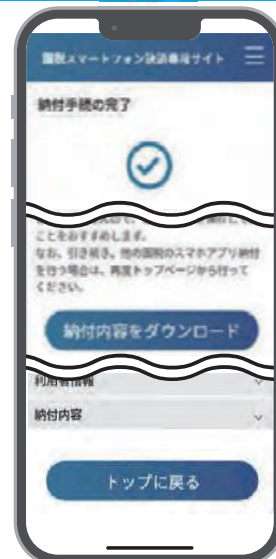 国税スマートフォン決済専用サイト
納付手続の完了
ことをおすすめします。
なお、引き続き、他の国税のスマホアプリ納付
を行う場合は、再度トップページから行って
ください。
納付内容をダウンロード
利用者情報
納付内容
トップに戻る